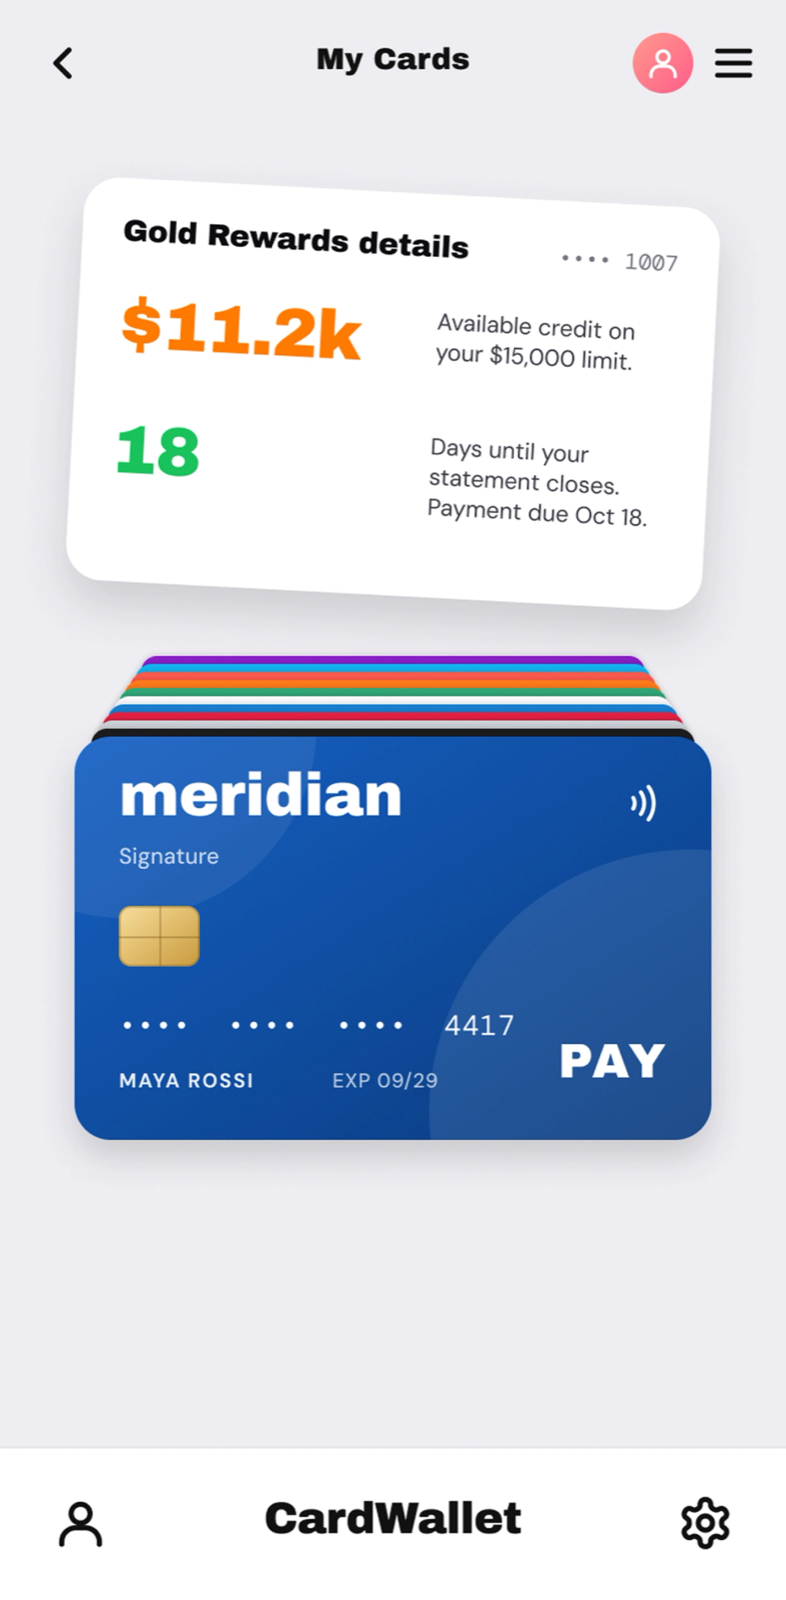 My Cards
Gold Rewards details
•••• 1007
$11.2k
Available credit on
your $15,000 limit.
18
Days until your
statement closes.
Payment due Oct 18.
meridian
Signature
•••• •••• •••• 4417
PAY
MAYA ROSSI EXP 09/29
CardWallet